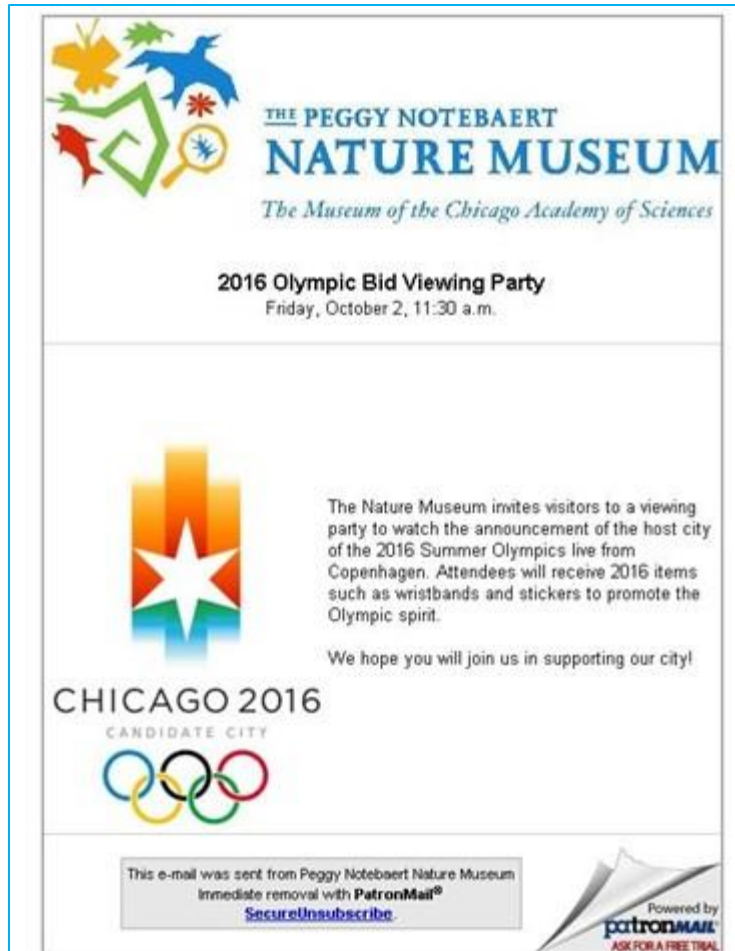 THE PEGGY NOTEBAERT
NATURE MUSEUM
The Museum of the Chicago Academy of Sciences
2016 Olympic Bid Viewing Party
Friday, October 2, 11:30 a.m.
The Nature Museum invites visitors to a viewing
party to watch the announcement of the host city
of the 2016 Summer Olympics live from
Copenhagen. Attendees will receive 2016 items
such as wristbands and stickers to promote the
Olympic spirit.
We hope you will join us in supporting our city!
CHICAGO 2016
CANDIDATE CITY
This e-mail was sent from Peggy Notebaert Nature Museum
Immediate removal with PatronMail®
SecureUnsubscribe.
Powered by
patronMAIL
ASK FOR A FREE TRIAL